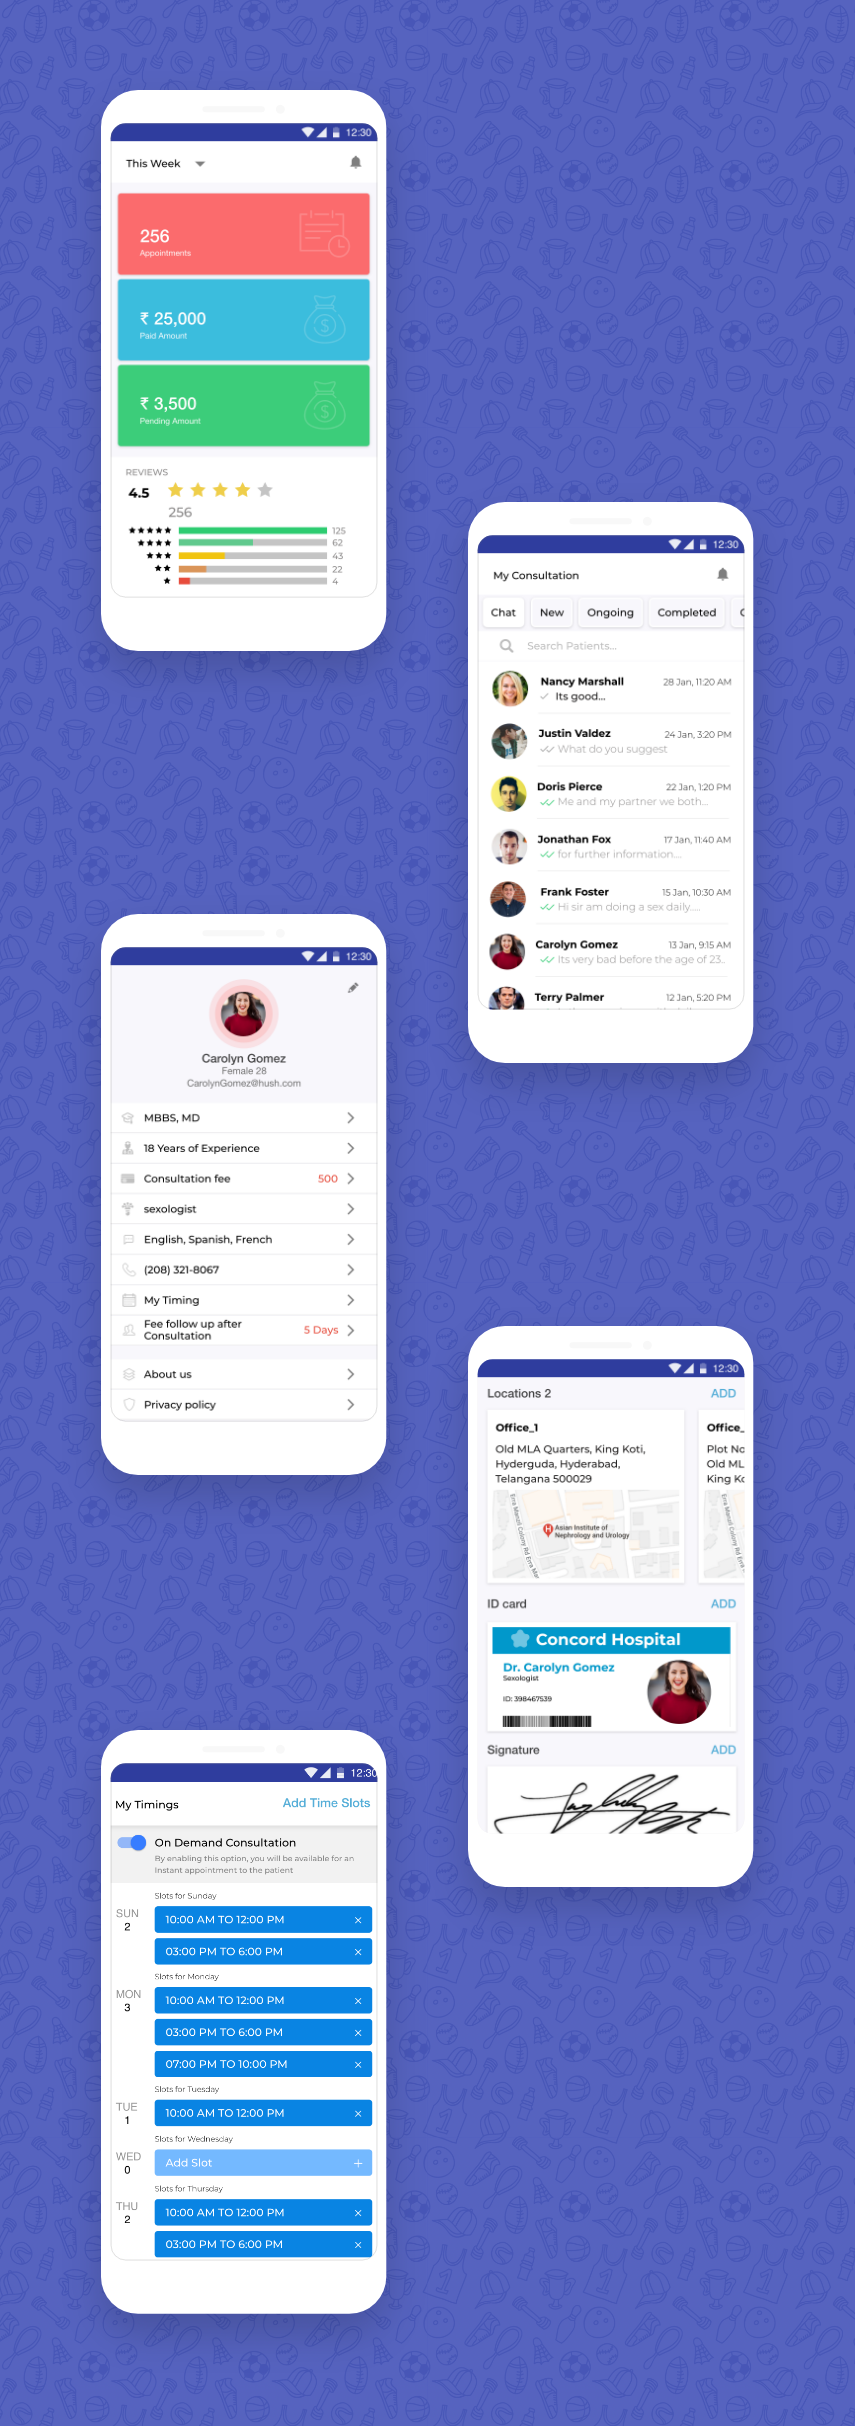 12:30
This Week
256
Appointments
₹ 25,000
Paid Amount
₹ 3,500
Pending Amount
REVIEWS
4.5
256
125
62
43
22
4
12:30
My Consultation
Chat New Ongoing Completed
Search Patients...
Nancy Marshall 28 Jan, 11:20 AM
Its good...
Justin Valdez 24 Jan, 3:20 PM
What do you suggest
Doris Pierce 22 Jan, 1:20 PM
Me and my partner we both...
Jonathan Fox 17 Jan, 11:40 AM
for further information....
Frank Foster 15 Jan, 10:30 AM
Hi sir am doing a sex daily.....
Carolyn Gomez 13 Jan, 9:15 AM
Its very bad before the age of 23..
Terry Palmer 12 Jan, 5:20 PM
12:30
Carolyn Gomez
Female 28
CarolynGomez@hush.com
MBBS, MD
18 Years of Experience
Consultation fee 500
sexologist
English, Spanish, French
(208) 321-8067
My Timing
Fee follow up after
Consultation 5 Days
About us
Privacy policy
12:30
Locations 2 ADD
Office_1
Old MLA Quarters, King Koti,
Hyderguda, Hyderabad,
Telangana 500029
Office_
Plot No
Old ML
King Ko
Erra Manzil Colony Rd Erra Ma
Asian Institute of
Nephrology and Urology
ID card ADD
Concord Hospital
Dr. Carolyn Gomez
Sexologist
ID: 398467539
Signature ADD
12:30
My Timings Add Time Slots
On Demand Consultation
By enabling this option, you will be available for an
Instant appointment to the patient
Slots for Sunday
SUN
2
10:00 AM TO 12:00 PM ×
03:00 PM TO 6:00 PM ×
Slots for Monday
MON
3
10:00 AM TO 12:00 PM ×
03:00 PM TO 6:00 PM ×
07:00 PM TO 10:00 PM ×
Slots for Tuesday
TUE
1
10:00 AM TO 12:00 PM ×
Slots for Wednesday
WED
0
Add Slot +
Slots for Thursday
THU
2
10:00 AM TO 12:00 PM ×
03:00 PM TO 6:00 PM ×